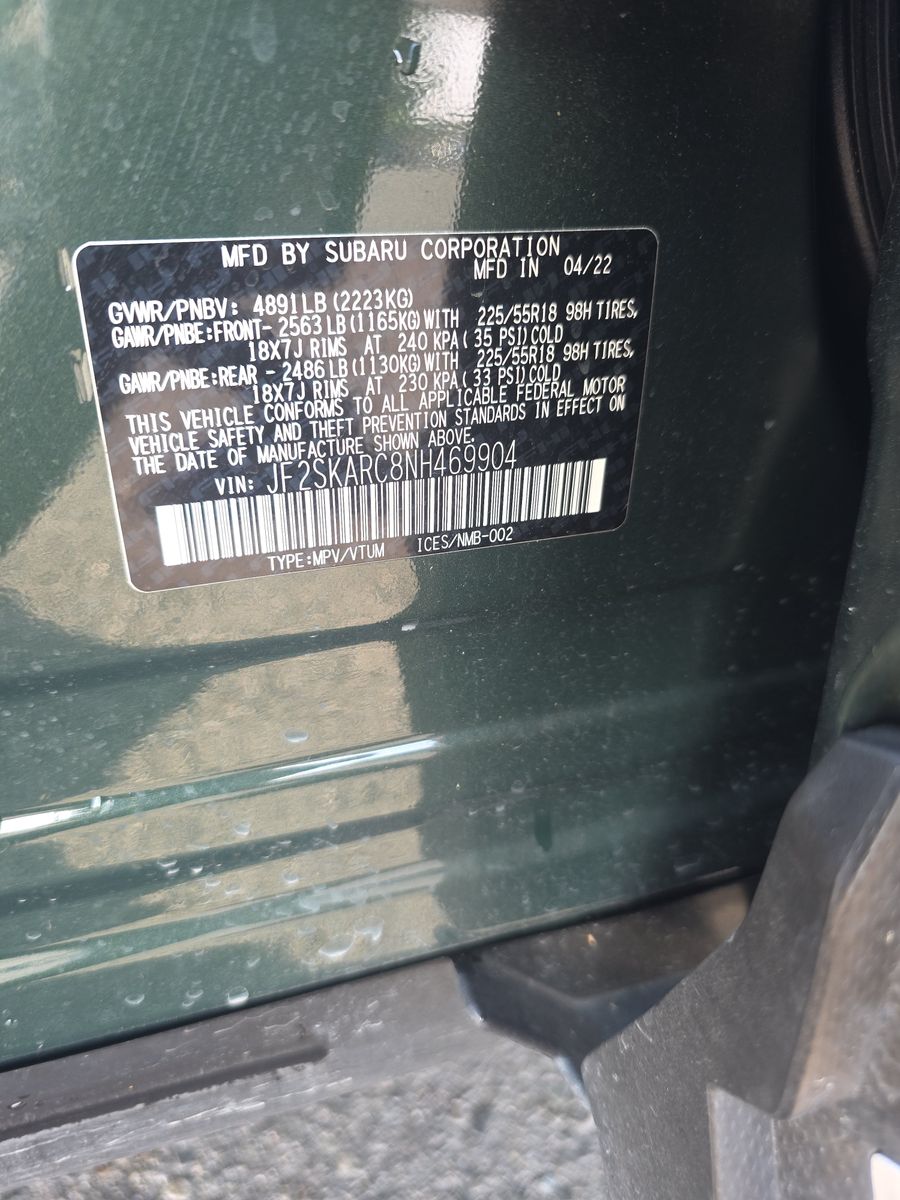 MFD BY SUBARU CORPORATION
MFD IN 04/22
GVWR/PNBV: 4891LB (2223KG)
GAWR/PNBE:FRONT- 2563 LB (1165KG) WITH 225/55R18 98H TIRES,
18X7J RIMS AT 240 KPA ( 35 PSI) COLD
GAWR/PNBE:REAR - 2486 LB (1130KG) WITH 225/55R18 98H TIRES,
18X7J RIMS AT 230 KPA ( 33 PSI) COLD
THIS VEHICLE CONFORMS TO ALL APPLICABLE FEDERAL MOTOR
VEHICLE SAFETY AND THEFT PREVENTION STANDARDS IN EFFECT ON
THE DATE OF MANUFACTURE SHOWN ABOVE.
VIN: JF2SKARC8NH469904
TYPE:MPV/VTUM ICES/NMB-002